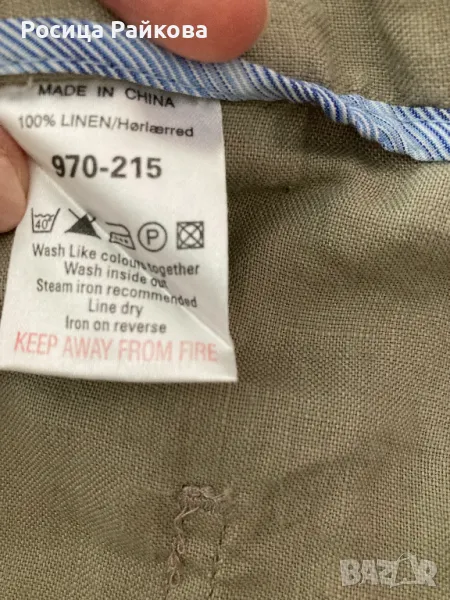 Росица Райкова
MADE IN CHINA
100% LINEN/Hørlærred
970-215
40 P
Wash Like colours together
Wash inside out
Steam iron recommended
Line dry
Iron on reverse
KEEP AWAY FROM FIRE
BAZAR